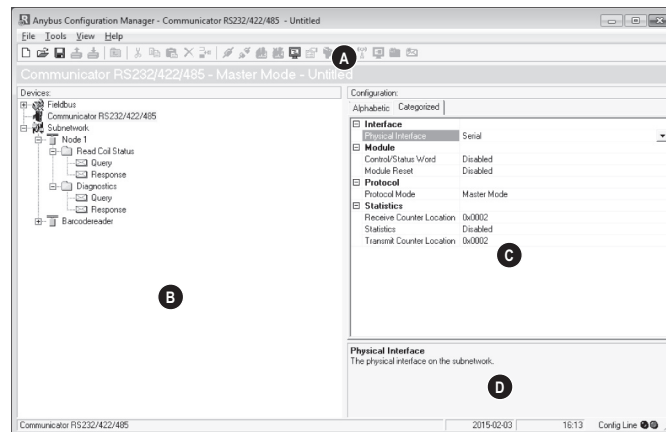 Anybus Configuration Manager - Communicator RS232/422/485 - Untitled
File Tools View Help
A
Communicator RS232/422/485 - Master Mode - Untitled
Devices:
Fieldbus
Communicator RS232/422/485
Subnetwork
Node 1
Read Coil Status
Query
Response
Diagnostics
Query
Response
Barcodereader
B
Configuration:
Alphabetic Categorized
Interface
Physical Interface Serial
Module
Control/Status Word Disabled
Module Reset Disabled
Protocol
Protocol Mode Master Mode
Statistics
Receive Counter Location 0x0002
Statistics Disabled
Transmit Counter Location 0x0002
C
Physical Interface
The physical interface on the subnetwork.
D
Communicator RS232/422/485 2015-02-03 16:13 Config Line